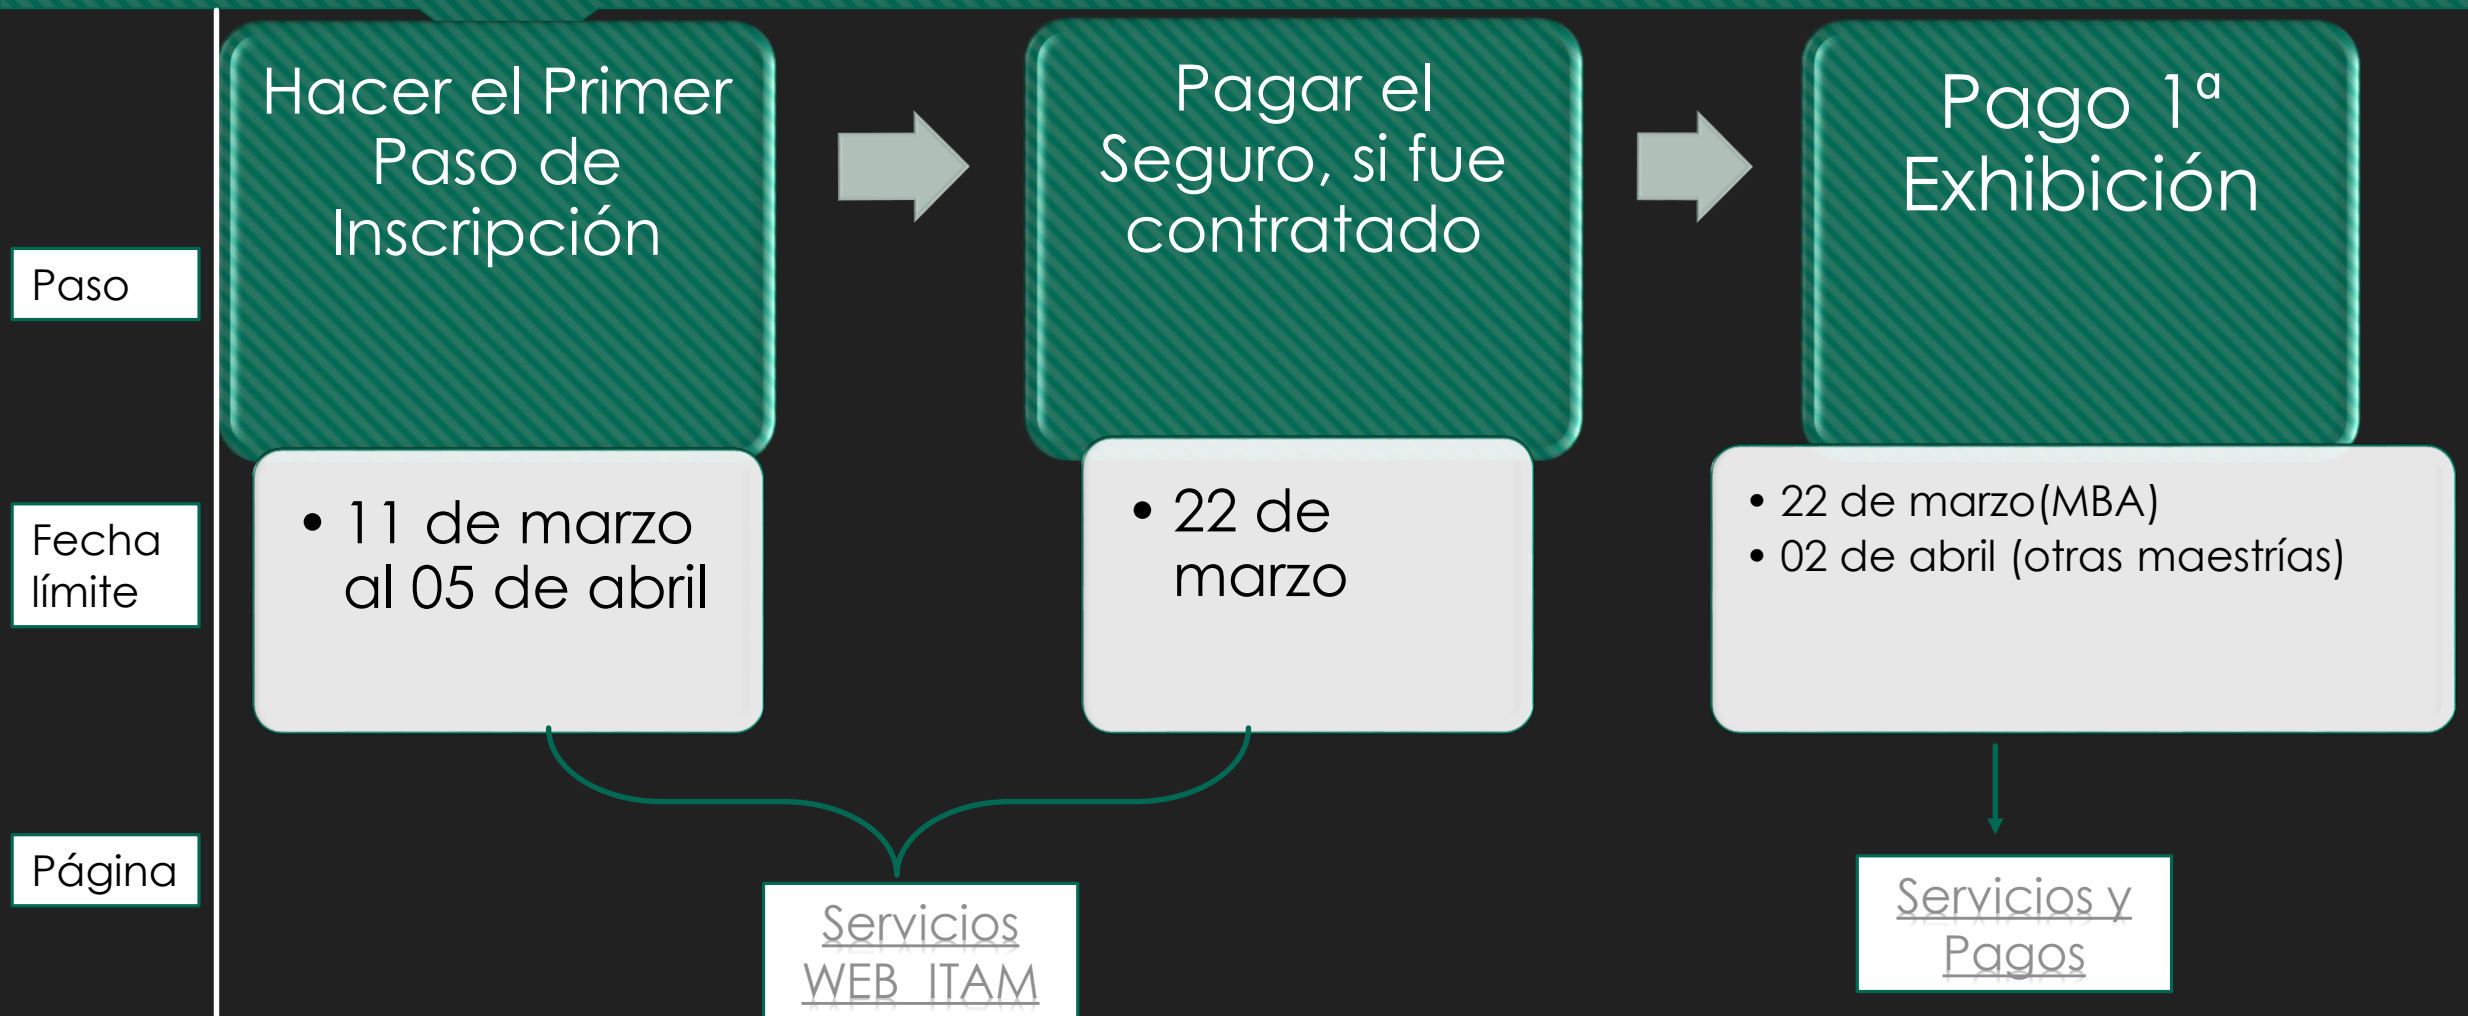 Hacer el Primer
Paso de
Inscripción
Pagar el
Seguro, si fue
contratado
Pago 1ª
Exhibición
Paso
Fecha
límite
• 11 de marzo
al 05 de abril
• 22 de
marzo
• 22 de marzo(MBA)
• 02 de abril (otras maestrías)
Página
Servicios
WEB ITAM
Servicios y
Pagos